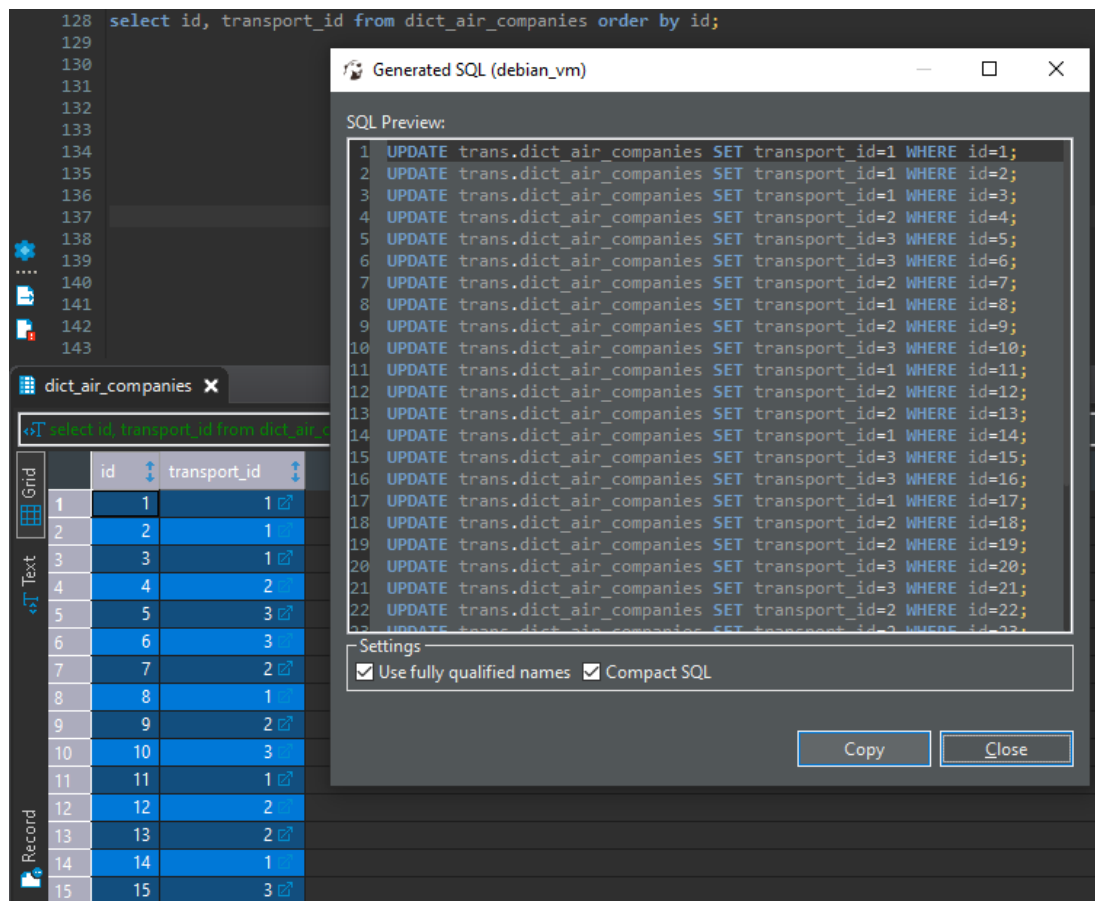 128 select id, transport_id from dict_air_companies order by id;
129
130
131
132
133
134
135
136
137
138
139
140
141
142
143
Generated SQL (debian_vm)
SQL Preview:
1 UPDATE trans.dict_air_companies SET transport_id=1 WHERE id=1;
2 UPDATE trans.dict_air_companies SET transport_id=1 WHERE id=2;
3 UPDATE trans.dict_air_companies SET transport_id=1 WHERE id=3;
4 UPDATE trans.dict_air_companies SET transport_id=2 WHERE id=4;
5 UPDATE trans.dict_air_companies SET transport_id=3 WHERE id=5;
6 UPDATE trans.dict_air_companies SET transport_id=3 WHERE id=6;
7 UPDATE trans.dict_air_companies SET transport_id=2 WHERE id=7;
8 UPDATE trans.dict_air_companies SET transport_id=1 WHERE id=8;
9 UPDATE trans.dict_air_companies SET transport_id=2 WHERE id=9;
10 UPDATE trans.dict_air_companies SET transport_id=3 WHERE id=10;
11 UPDATE trans.dict_air_companies SET transport_id=1 WHERE id=11;
12 UPDATE trans.dict_air_companies SET transport_id=2 WHERE id=12;
13 UPDATE trans.dict_air_companies SET transport_id=2 WHERE id=13;
14 UPDATE trans.dict_air_companies SET transport_id=1 WHERE id=14;
15 UPDATE trans.dict_air_companies SET transport_id=3 WHERE id=15;
16 UPDATE trans.dict_air_companies SET transport_id=3 WHERE id=16;
17 UPDATE trans.dict_air_companies SET transport_id=1 WHERE id=17;
18 UPDATE trans.dict_air_companies SET transport_id=2 WHERE id=18;
19 UPDATE trans.dict_air_companies SET transport_id=2 WHERE id=19;
20 UPDATE trans.dict_air_companies SET transport_id=3 WHERE id=20;
21 UPDATE trans.dict_air_companies SET transport_id=3 WHERE id=21;
22 UPDATE trans.dict_air_companies SET transport_id=2 WHERE id=22;
23 UPDATE trans.dict_air_companies SET transport_id=2 WHERE id=23;
Settings
Use fully qualified names Compact SQL
Copy Close
dict_air_companies
select id, transport_id from dict_air_c
Grid
Text
Record
id transport_id
1 1 1
2 2 1
3 3 1
4 4 2
5 5 3
6 6 3
7 7 2
8 8 1
9 9 2
10 10 3
11 11 1
12 12 2
13 13 2
14 14 1
15 15 3